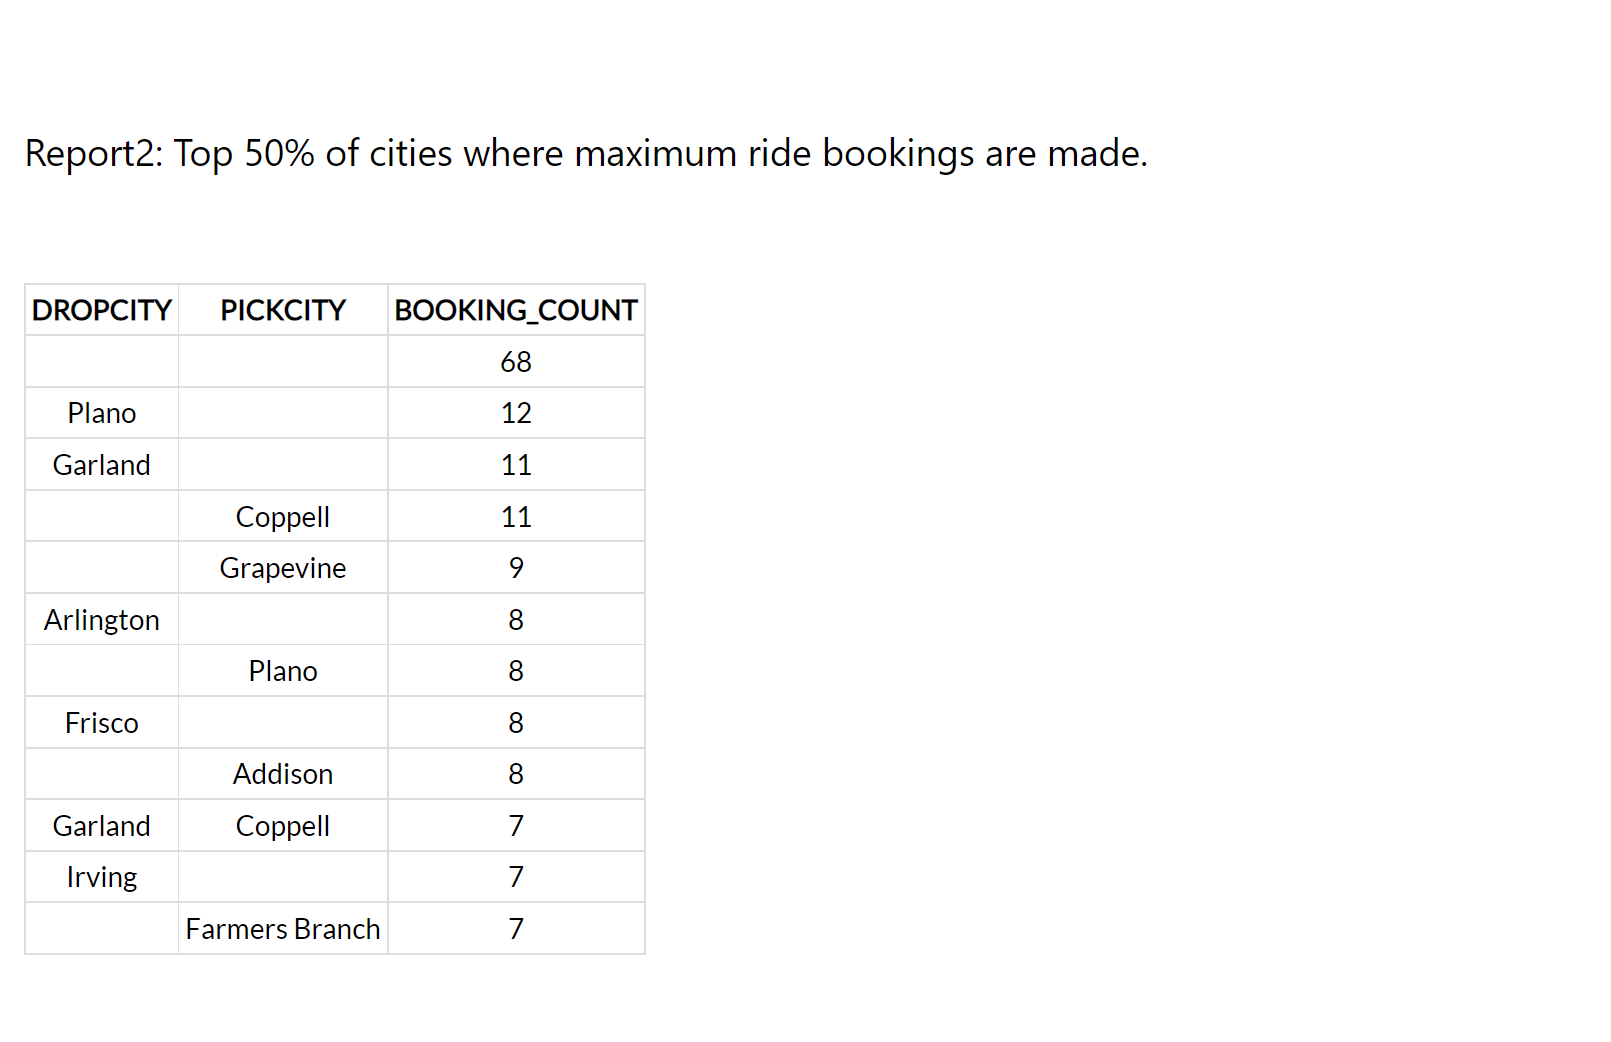 Report2: Top 50% of cities where maximum ride bookings are made.
DROPCITY PICKCITY BOOKING_COUNT
68
Plano 12
Garland 11
Coppell 11
Grapevine 9
Arlington 8
Plano 8
Frisco 8
Addison 8
Garland Coppell 7
Irving 7
Farmers Branch 7